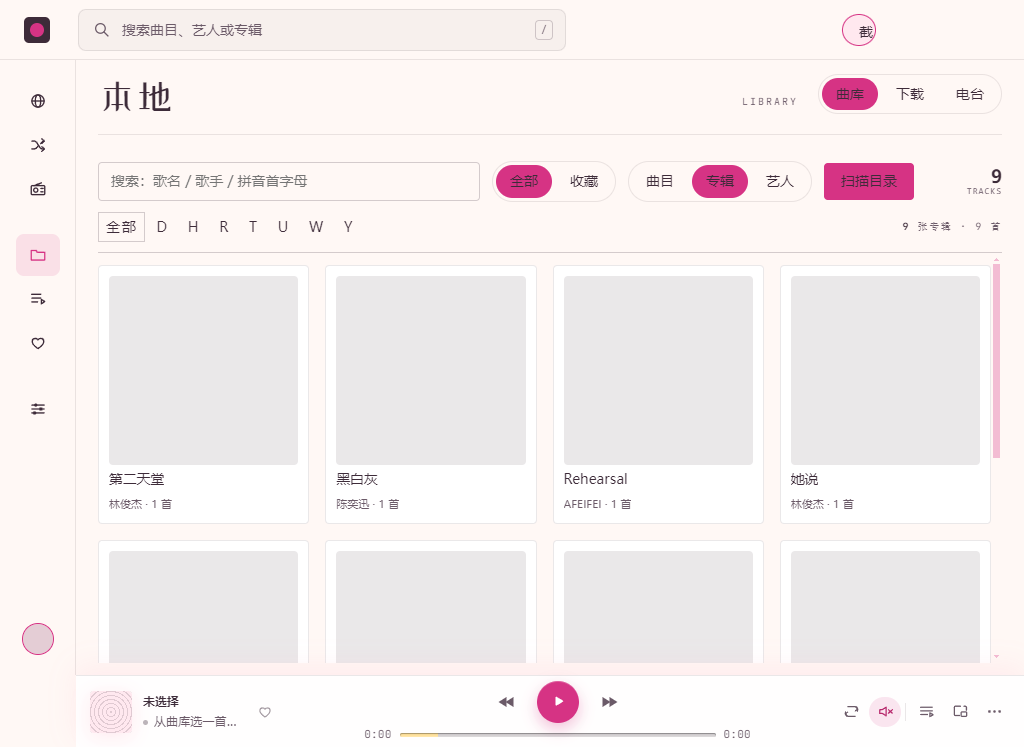 搜索曲目、艺人或专辑
/
截
本地
LIBRARY
曲库
下载
电台
搜索: 歌名 / 歌手 / 拼音首字母
全部
收藏
曲目
专辑
艺人
扫描目录
9
TRACKS
全部 D H R T U W Y
9 张专辑 · 9 首
第二天堂
林俊杰 · 1 首
黑白灰
陈奕迅 · 1 首
Rehearsal
AFEIFEI · 1 首
她说
林俊杰 · 1 首
未选择
从曲库选一首...
0:00
0:00